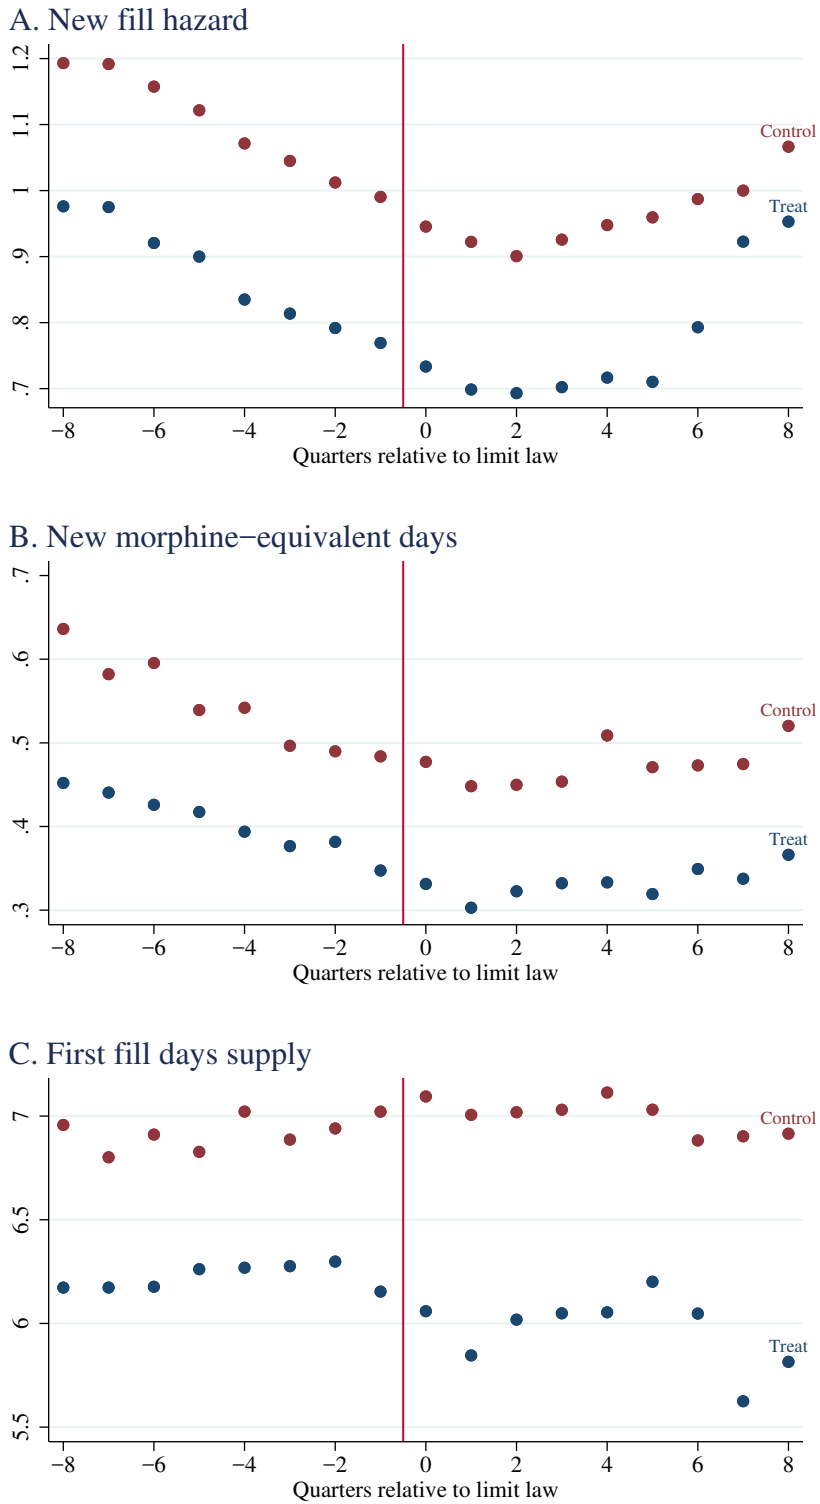 A. New fill hazard
1.2
1.1
1
.9
.8
.7
Control
Treat
−8 −6 −4 −2 0 2 4 6 8
Quarters relative to limit law
B. New morphine−equivalent days
.7
.6
.5
.4
.3
Control
Treat
−8 −6 −4 −2 0 2 4 6 8
Quarters relative to limit law
C. First fill days supply
7
6.5
6
5.5
Control
Treat
−8 −6 −4 −2 0 2 4 6 8
Quarters relative to limit law